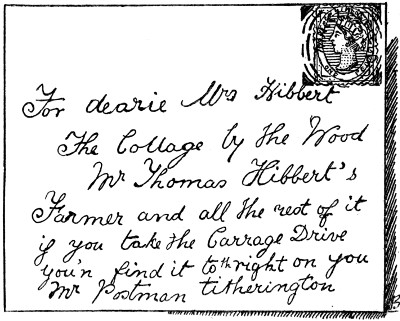 For dearie Mrs Hibbert
The Collage by the Wood
Mr Thomas Hibbert's
Farmer and all the rest of it
if you take the Carrage Drive
you'n find it to th right on you
Mr Postman titherington